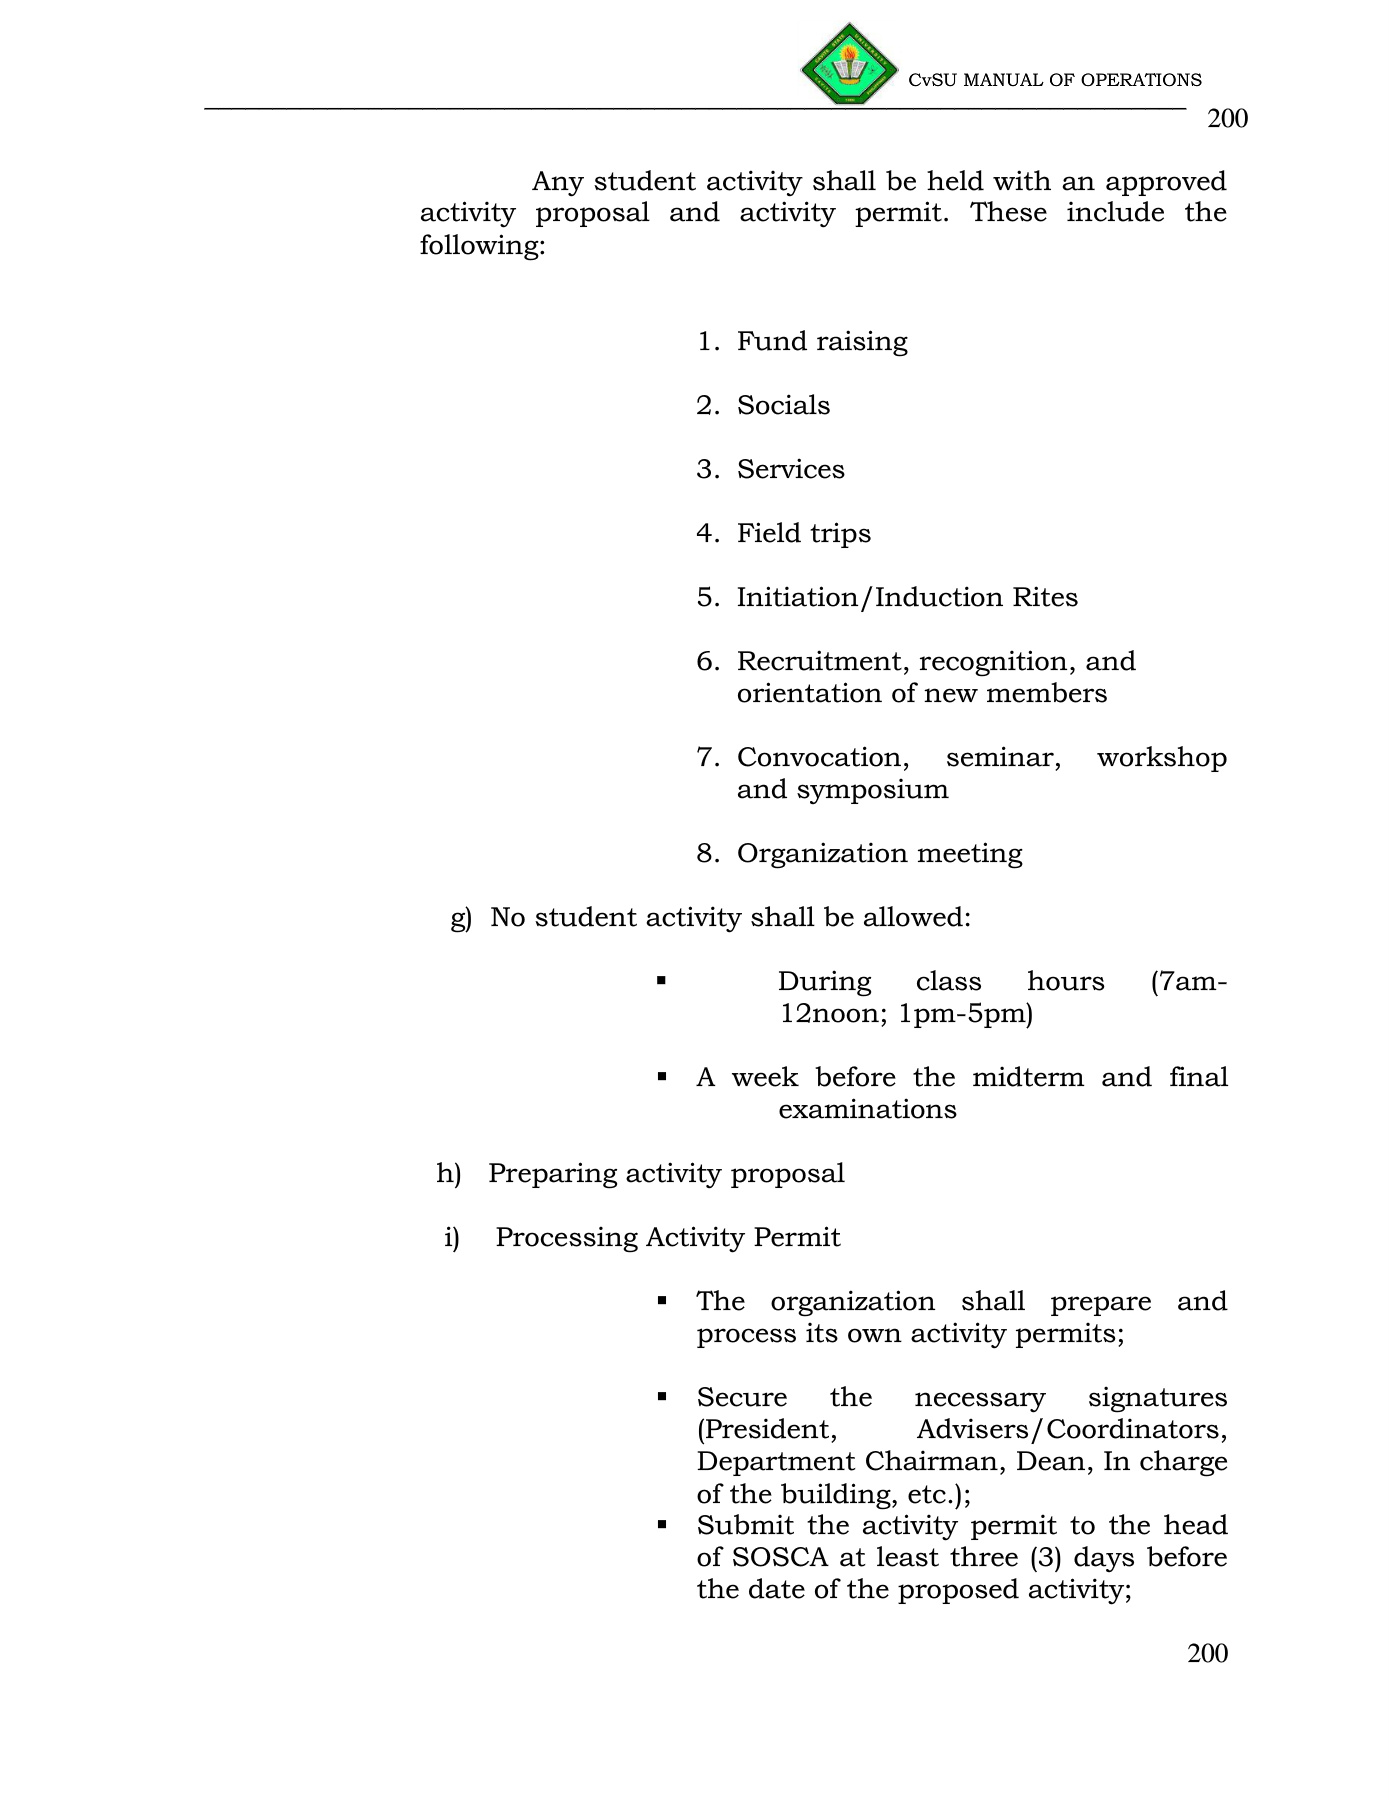 CvSU MANUAL OF OPERATIONS
200
Any student activity shall be held with an approved
activity proposal and activity permit. These include the
following:
1. Fund raising
2. Socials
3. Services
4. Field trips
5. Initiation/Induction Rites
6. Recruitment, recognition, and
orientation of new members
7. Convocation, seminar, workshop
and symposium
8. Organization meeting
g) No student activity shall be allowed:
▪ During class hours (7am-
12noon; 1pm-5pm)
▪ A week before the midterm and final
examinations
h) Preparing activity proposal
i) Processing Activity Permit
▪ The organization shall prepare and
process its own activity permits;
▪ Secure the necessary signatures
(President, Advisers/Coordinators,
Department Chairman, Dean, In charge
of the building, etc.);
▪ Submit the activity permit to the head
of SOSCA at least three (3) days before
the date of the proposed activity;
200